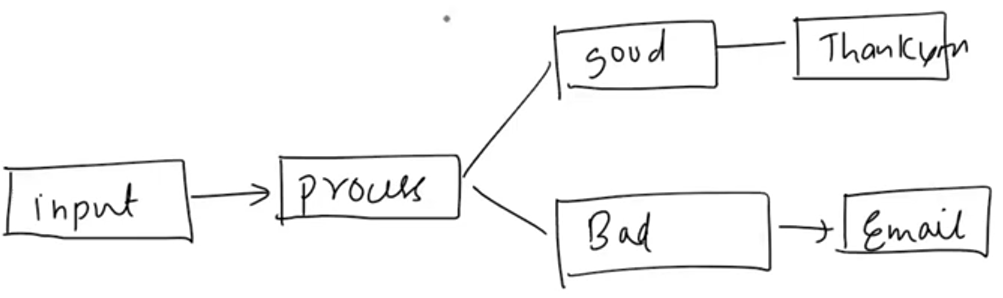 good
Thankyou
input
process
Bad
Email